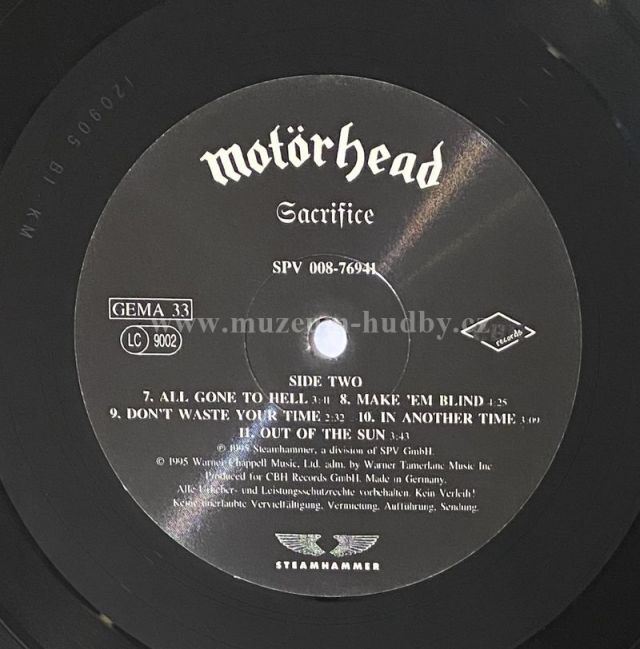 motörhead
Sacrifice
SPV 008-76941
GEMA 33
LC 9002
records
www.muzeum-hudby.cz
SIDE TWO
7. ALL GONE TO HELL 3:11 8. MAKE 'EM BLIND 4:25
9. DON'T WASTE YOUR TIME 2:32 10. IN ANOTHER TIME 3:09
11. OUT OF THE SUN 3:43
℗ 1995 Steamhammer, a division of SPV GmbH.
© 1995 Warner Chappell Music, Ltd. adm. by Warner Tamerlane Music Inc
Produced for CBH Records GmbH. Made in Germany.
Alle Urheber- und Leistungsschutzrechte vorbehalten. Kein Verleih!
Keine unerlaubte Vervielfältigung, Vermietung, Aufführung, Sendung.
STEAMHAMMER
120905 B1 KM